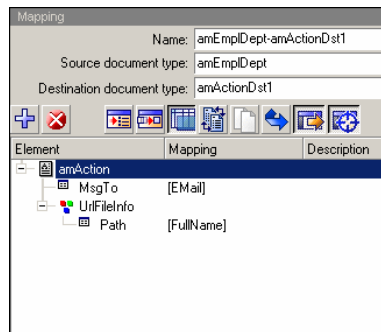 Mapping
Name: amEmplDept-amActionDst1
Source document type: amEmplDept
Destination document type: amActionDst1
Element Mapping Description
amAction
MsgTo [EMail]
UrlFileInfo
Path [FullName]